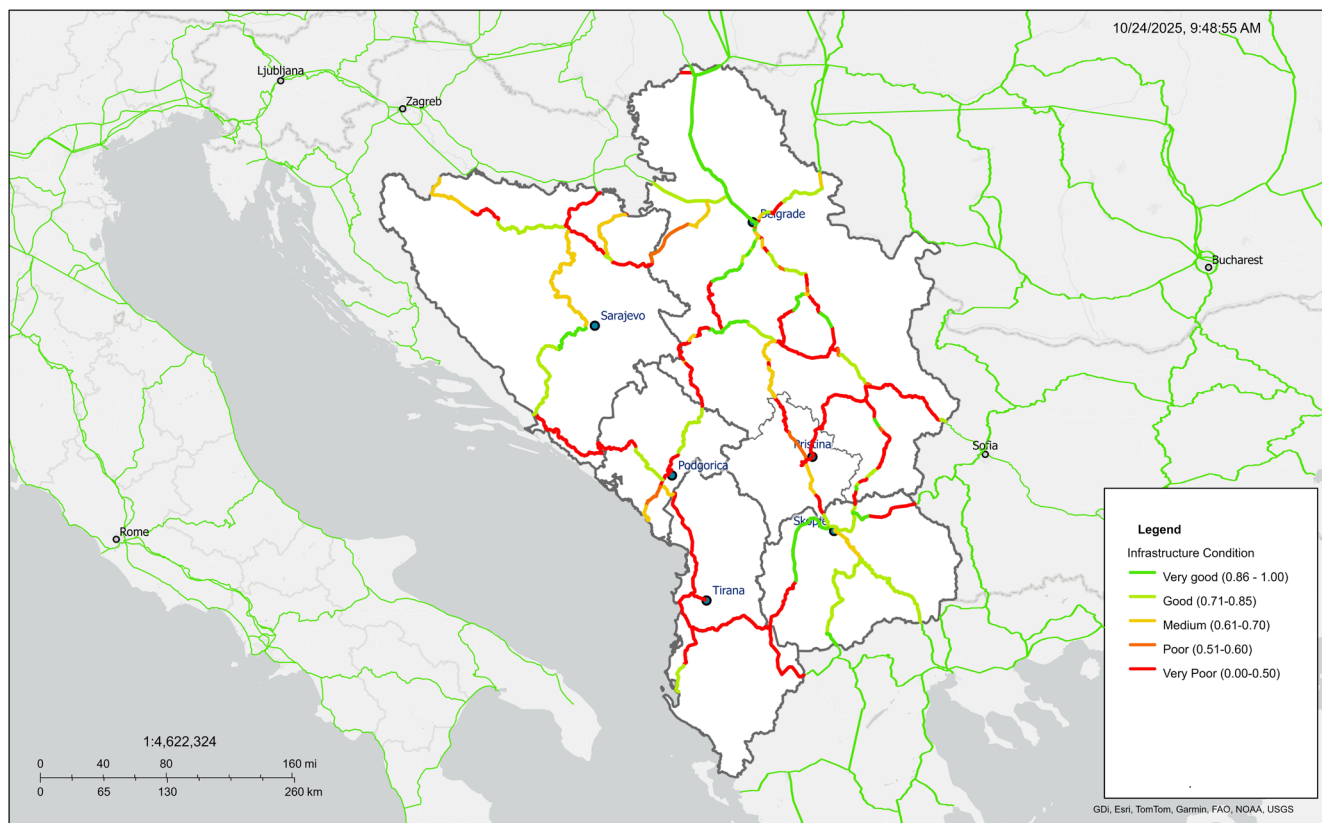 10/24/2025, 9:48:55 AM
Ljubljana
Zagreb
Belgrade
Bucharest
Sarajevo
Sofia
Pristina
Podgorica
Skopje
Rome
Tirana
Legend
Infrastructure Condition
Very good (0.86 - 1.00)
Good (0.71-0.85)
Medium (0.61-0.70)
Poor (0.51-0.60)
Very Poor (0.00-0.50)
1:4,622,324
0 40 80 160 mi
0 65 130 260 km
GDi, Esri, TomTom, Garmin, FAO, NOAA, USGS